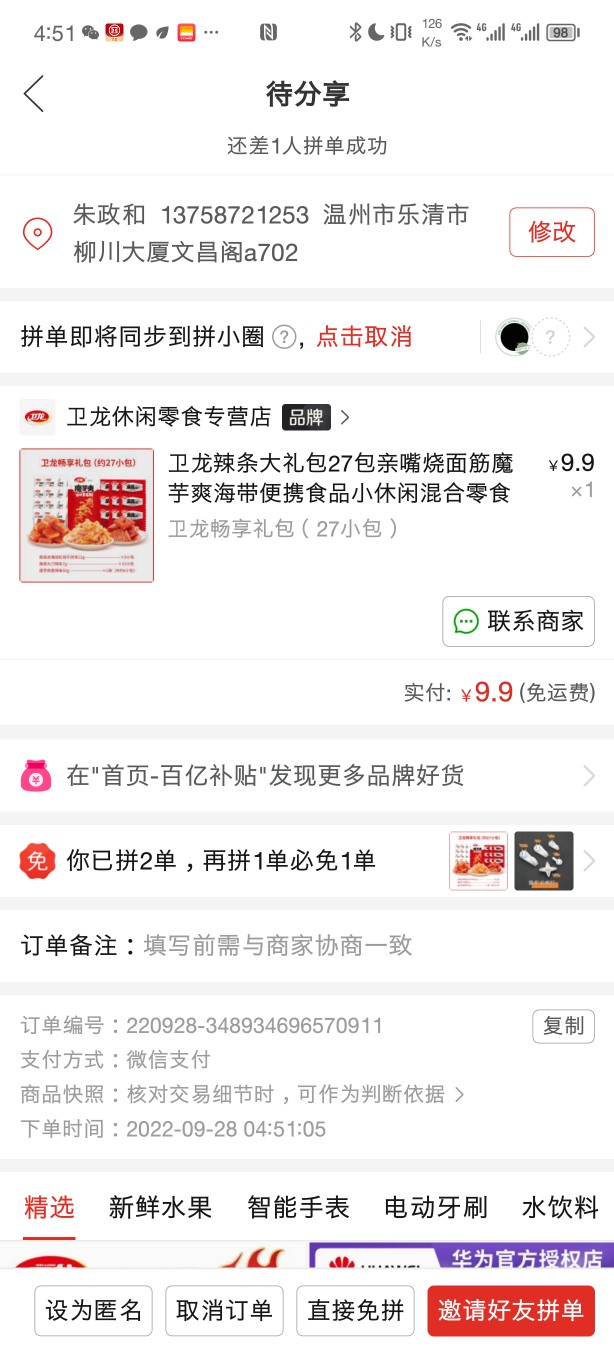 4:51
126
K/s
4G
4G
98
待分享
还差1人拼单成功
朱政和 13758721253 温州市乐清市
柳川大厦文昌阁a702
修改
拼单即将同步到拼小圈?，点击取消
?
卫龙
卫龙休闲零食专营店 品牌
卫龙畅享礼包 (约27小包)
卫龙辣条大礼包27包亲嘴烧面筋魔
¥9.9
芋爽海带便携食品小休闲混合零食
×1
卫龙畅享礼包（27小包）
联系商家
实付: ¥9.9 (免运费)
在"首页-百亿补贴"发现更多品牌好货
免 你已拼2单，再拼1单必免1单
订单备注：填写前需与商家协商一致
订单编号：220928-348934696570911
复制
支付方式：微信支付
商品快照：核对交易细节时，可作为判断依据
下单时间：2022-09-28 04:51:05
精选 新鲜水果 智能手表 电动牙刷 水饮料
HUAWEI
华为官方授权店
设为匿名 取消订单 直接免拼 邀请好友拼单